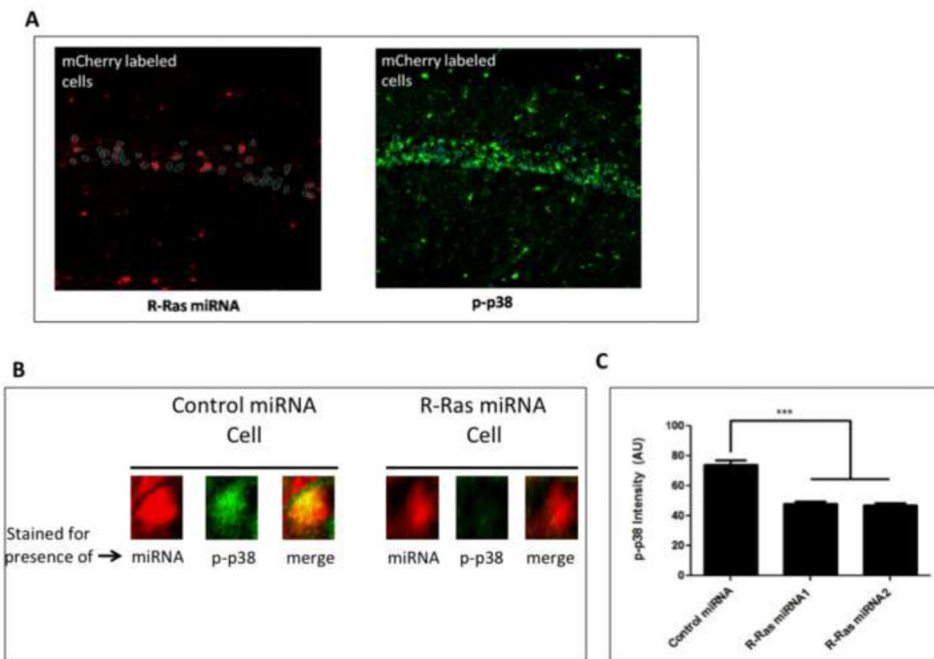 A
mCherry labeled
cells
mCherry labeled
cells
R-Ras miRNA
p-p38
B
Control miRNA
Cell
R-Ras miRNA
Cell
Stained for
presence of → miRNA p-p38 merge miRNA p-p38 merge
C
***
p-p38 Intensity (AU)
100
80
60
40
20
0
Control miRNA
R-Ras miRNA1
R-Ras miRNA2